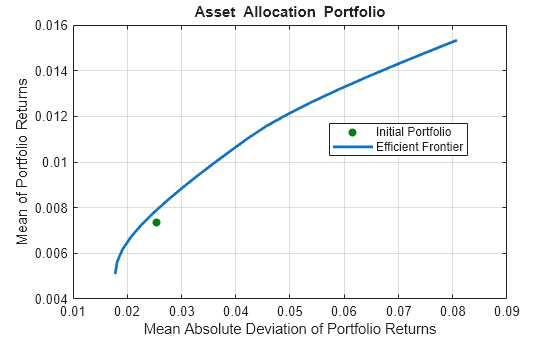 Asset Allocation Portfolio
0.016
0.014
0.012
0.01
0.008
0.006
0.004
Mean of Portfolio Returns
Initial Portfolio
Efficient Frontier
0.01 0.02 0.03 0.04 0.05 0.06 0.07 0.08 0.09
Mean Absolute Deviation of Portfolio Returns